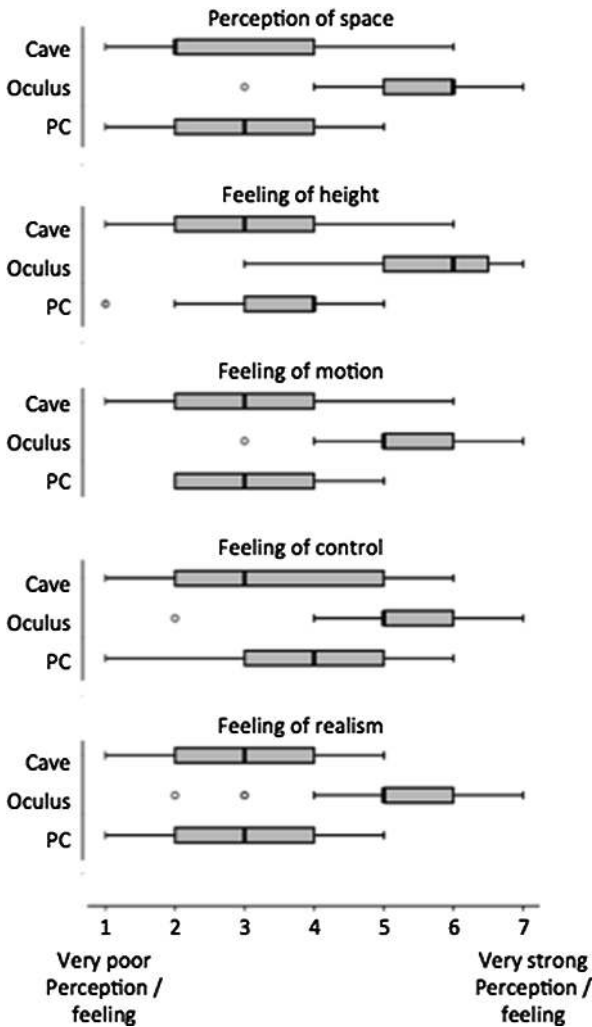 Perception of space
Cave
Oculus
PC
Feeling of height
Cave
Oculus
PC
Feeling of motion
Cave
Oculus
PC
Feeling of control
Cave
Oculus
PC
Feeling of realism
Cave
Oculus
PC
1 2 3 4 5 6 7
Very poor Very strong
Perception / Perception /
feeling feeling